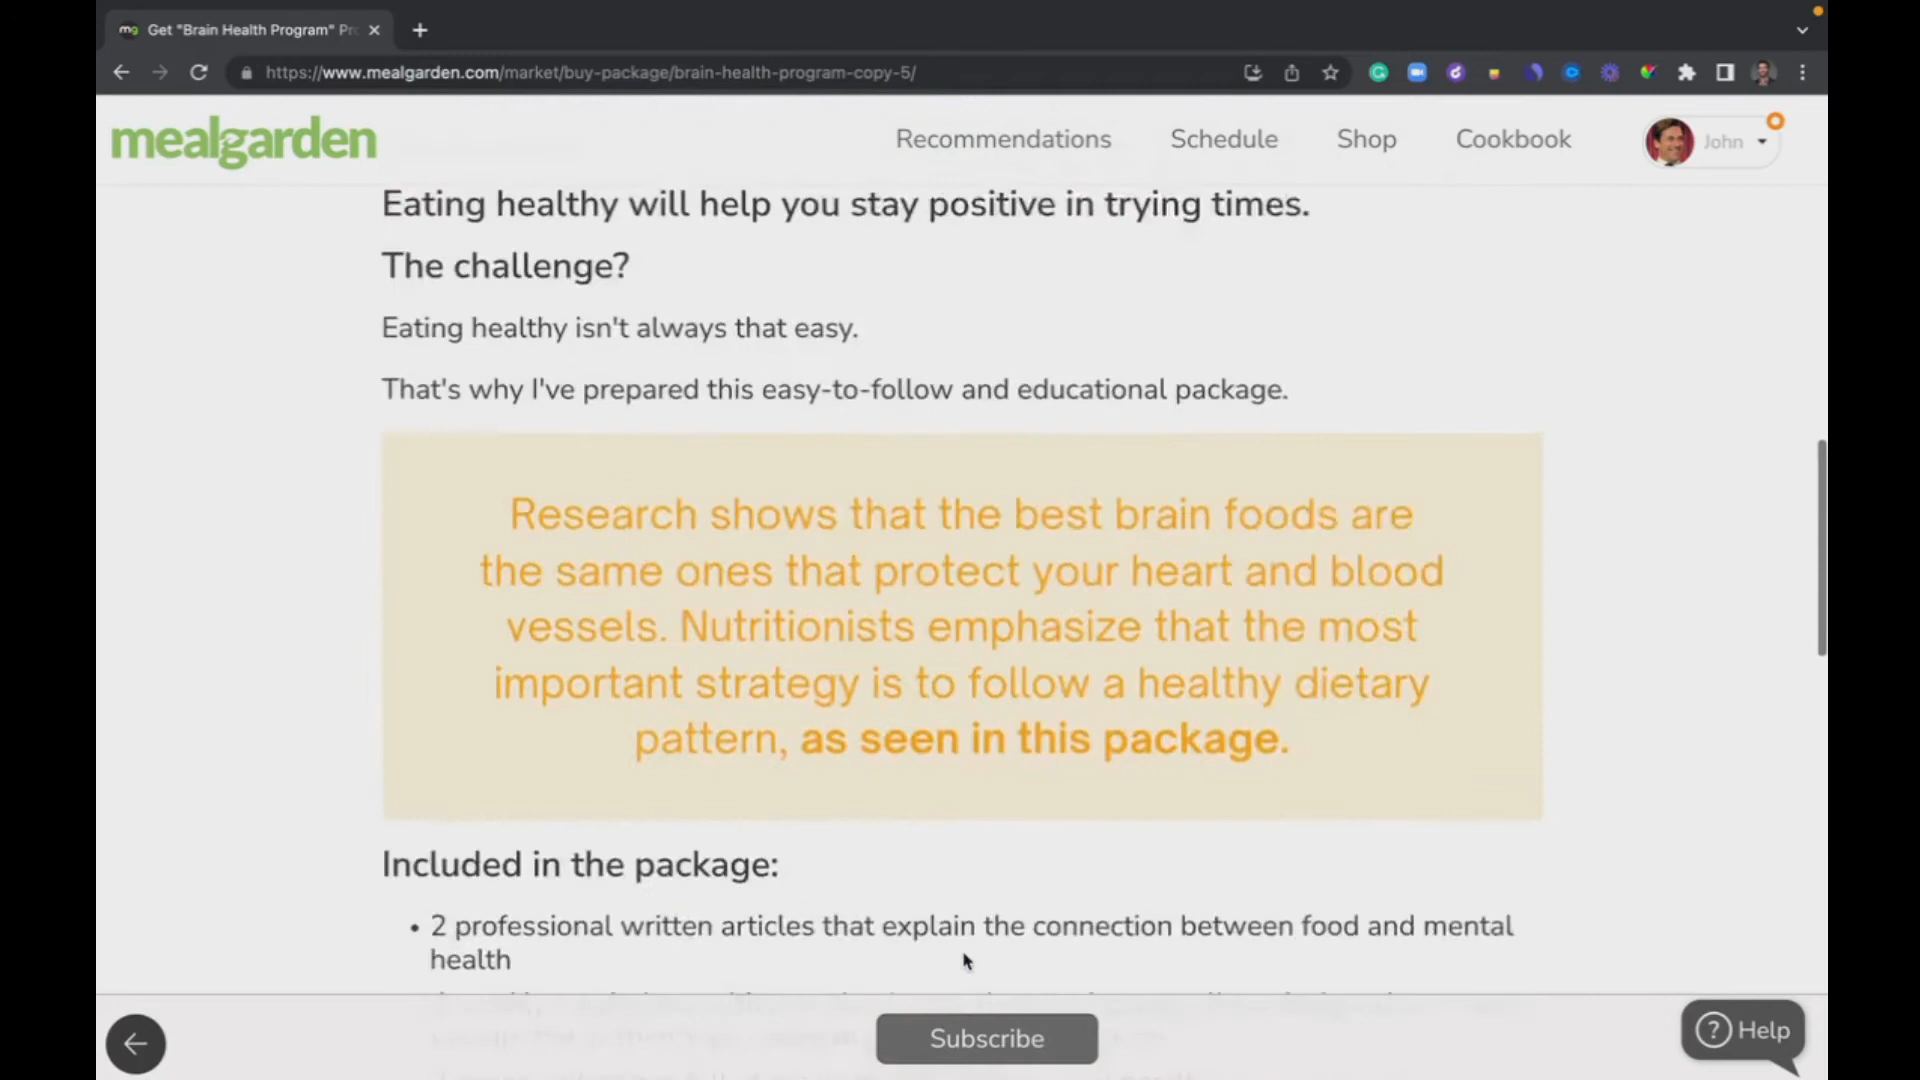 mg Get "Brain Health Program" Pr
https://www.mealgarden.com/market/buy-package/brain-health-program-copy-5/
mealgarden
Recommendations
Schedule
Shop
Cookbook
John
Eating healthy will help you stay positive in trying times.
The challenge?
Eating healthy isn't always that easy.
That's why I've prepared this easy-to-follow and educational package.
Research shows that the best brain foods are
the same ones that protect your heart and blood
vessels. Nutritionists emphasize that the most
important strategy is to follow a healthy dietary
pattern, as seen in this package.
Included in the package:
• 2 professional written articles that explain the connection between food and mental
health
Subscribe
? Help